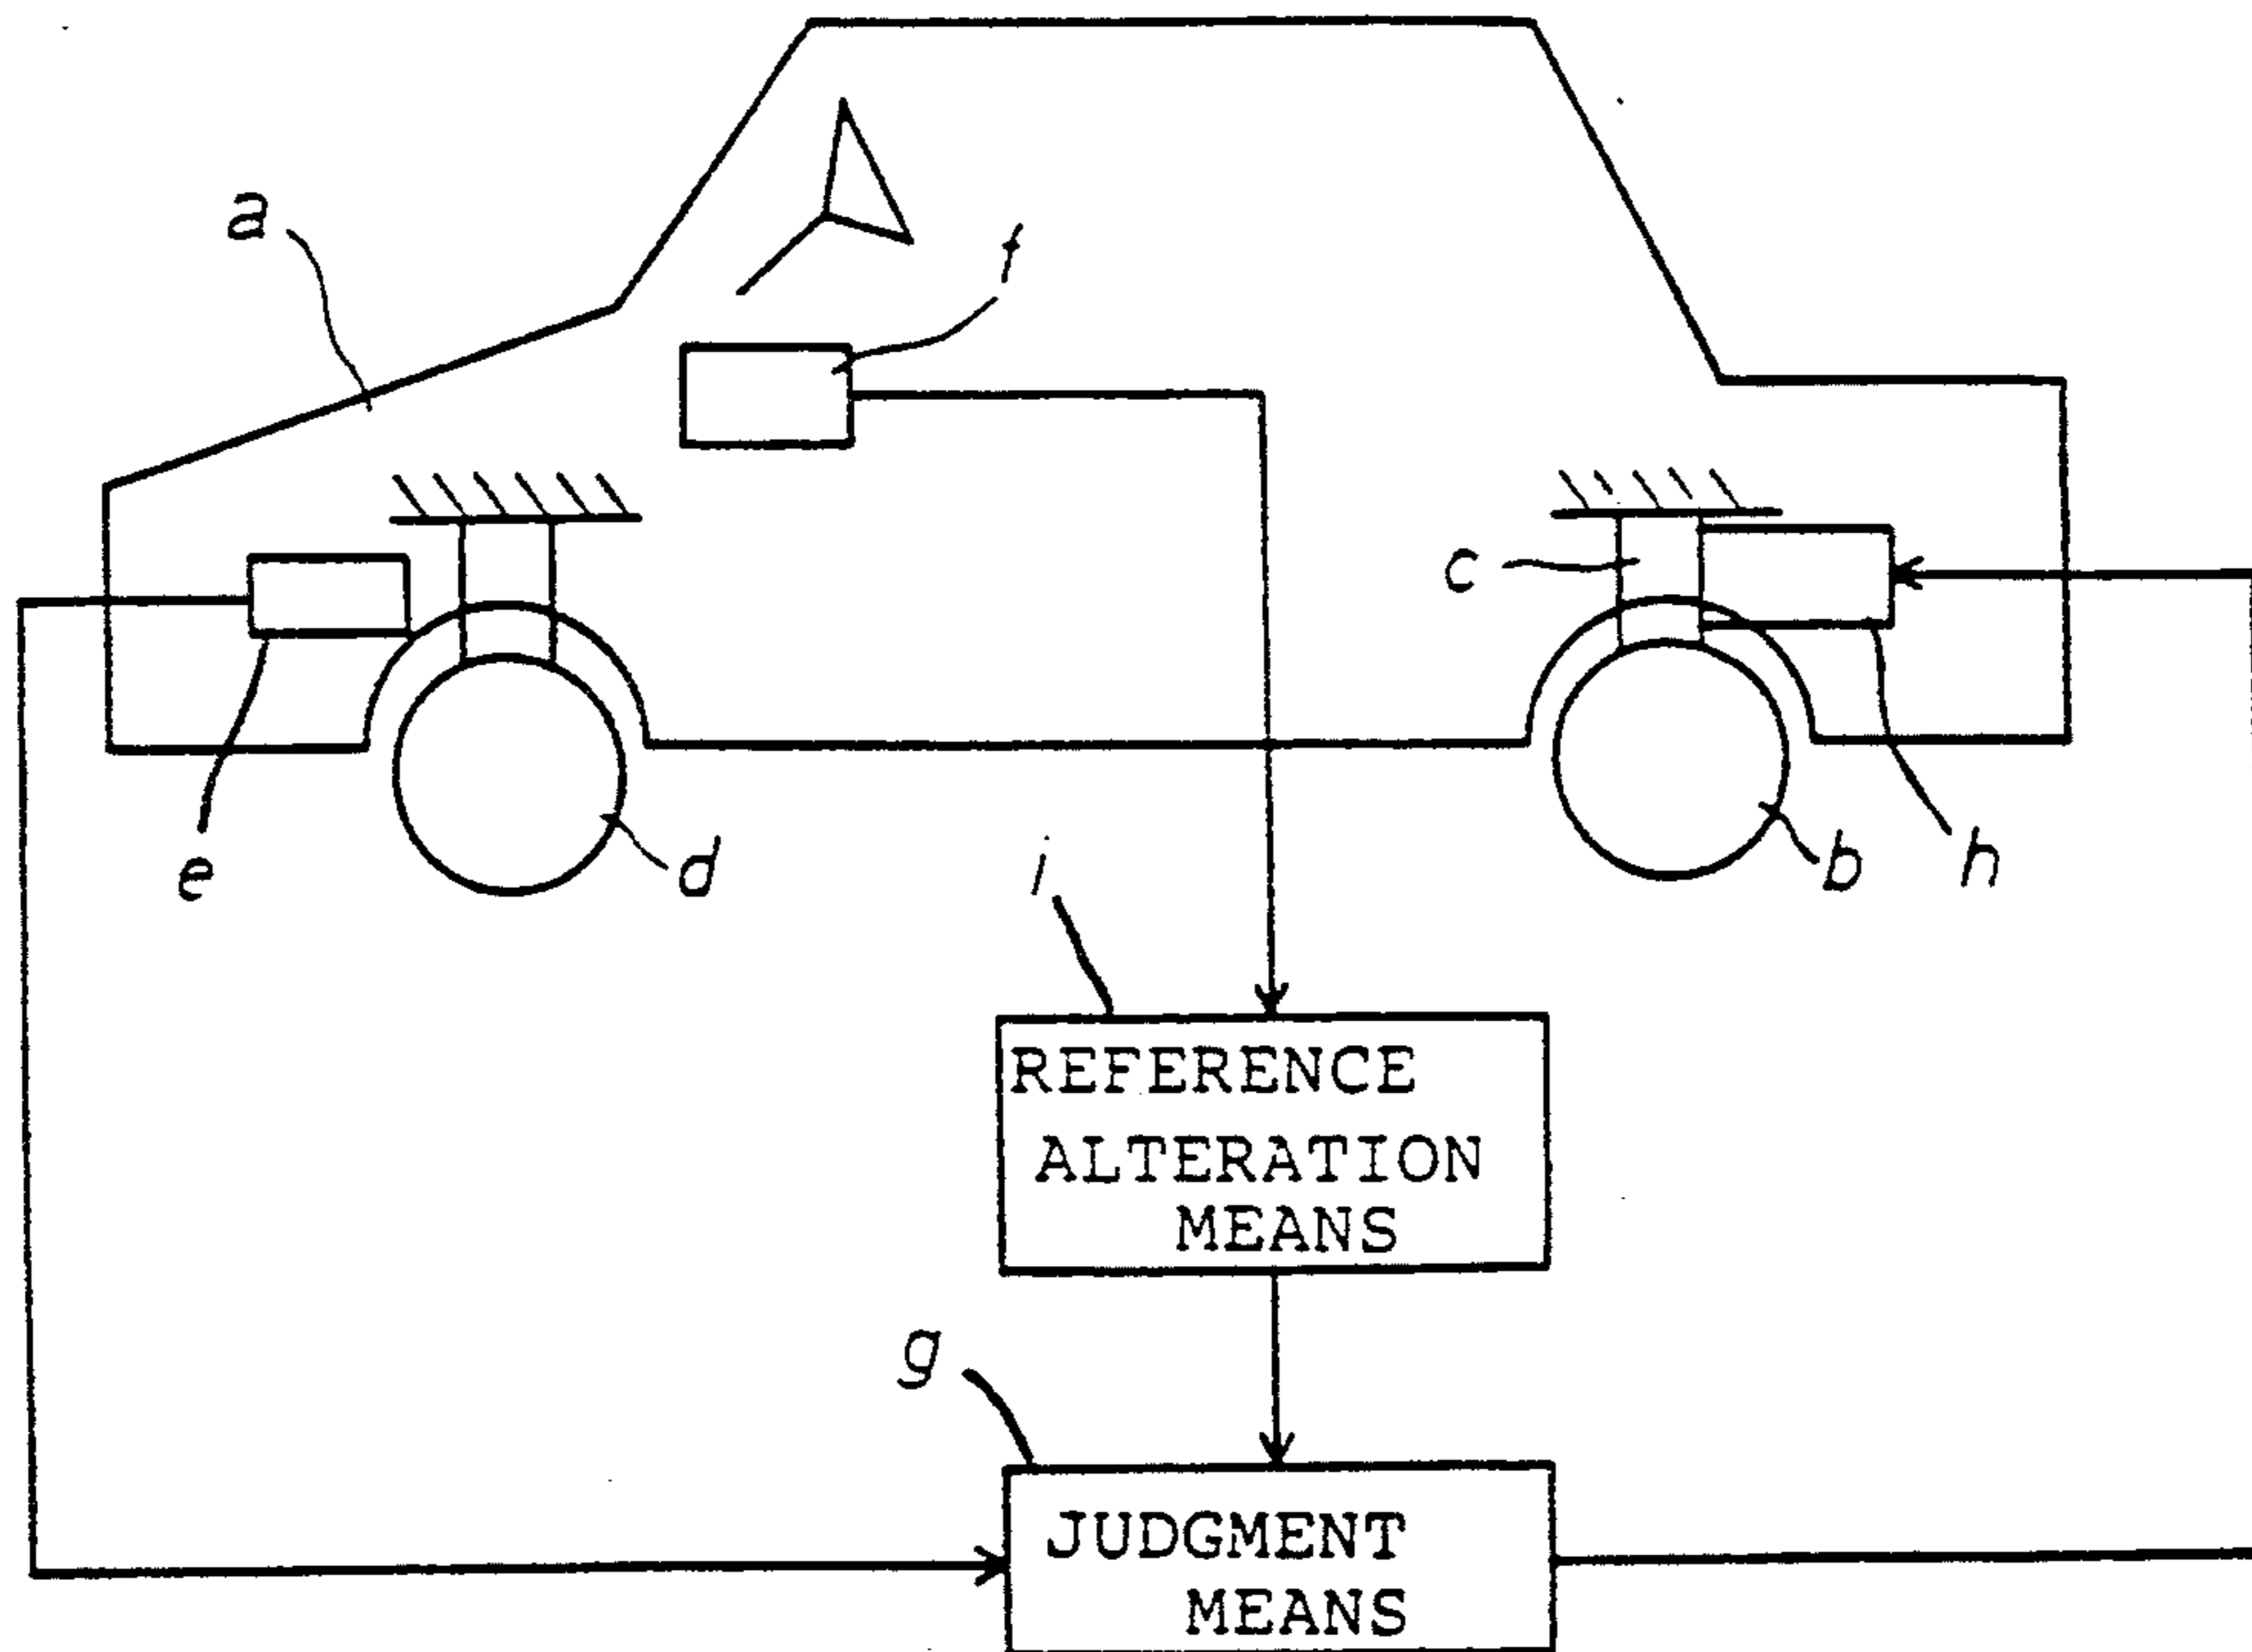 a
f
c
e
d
i
b
h
REFERENCE
ALTERATION
MEANS
g
JUDGMENT
MEANS